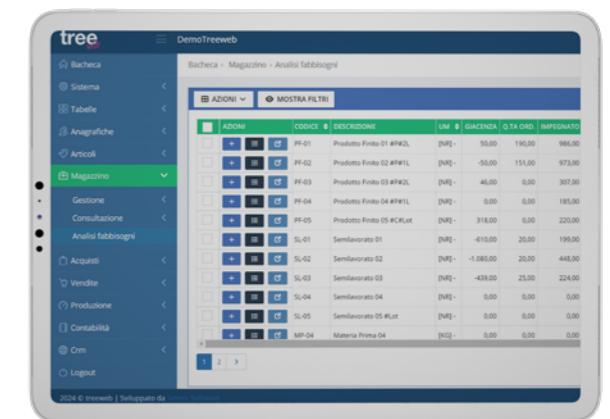 tree
web
DemoTreeweb
Bacheca
Sistema
Tabelle
Anagrafiche
Articoli
Magazzino
Gestione
Consultazione
Analisi fabbisogni
Acquisti
Vendite
Produzione
Contabilità
Crm
Logout
2024 © treeweb | Sviluppato da
Bacheca - Magazzino - Analisi fabbisogni
AZIONI MOSTRA FILTRI
AZIONI CODICE DESCRIZIONE UM GIACENZA Q.TA ORD. IMPEGNATO
PF-01 Prodotto Finito 01 #P#2L [NR] - 50,00 190,00 986,00
PF-02 Prodotto Finito 02 #P#1L [NR] - -50,00 151,00 973,00
PF-03 Prodotto Finito 03 #P#2L [NR] - 46,00 0,00 307,00
PF-04 Prodotto Finito 04 #P#1L [NR] - 0,00 0,00 185,00
PF-05 Prodotto Finito 05 #C#Lot [NR] - 318,00 0,00 220,00
SL-01 Semilavorato 01 [NR] - -610,00 20,00 199,00
SL-02 Semilavorato 02 [NR] - -1.080,00 20,00 448,00
SL-03 Semilavorato 03 [NR] - -439,00 25,00 224,00
SL-04 Semilavorato 04 [NR] - 0,00 0,00 0,00
SL-05 Semilavorato 05 #Lot [NR] - 0,00 0,00 0,00
MP-04 Materia Prima 04 [KG] - 0,00 0,00 0,00
1 2 >